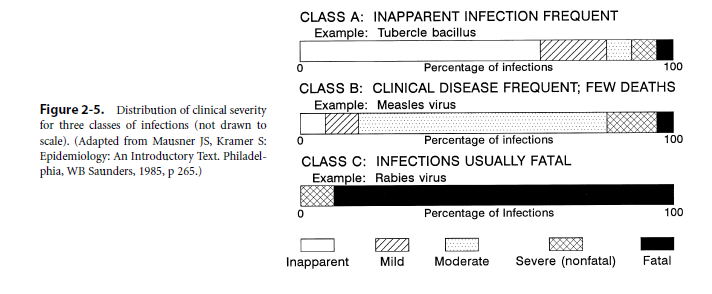 Figure 2-5. Distribution of clinical severity
for three classes of infections (not drawn to
scale). (Adapted from Mausner JS, Kramer S:
Epidemiology: An Introductory Text. Philadel-
phia, WB Saunders, 1985, p 265.)
CLASS A: INAPPARENT INFECTION FREQUENT
Example: Tubercle bacillus
0 Percentage of infections 100
CLASS B: CLINICAL DISEASE FREQUENT; FEW DEATHS
Example: Measles virus
0 Percentage of infections 100
CLASS C: INFECTIONS USUALLY FATAL
Example: Rabies virus
0 Percentage of Infections 100
Inapparent Mild Moderate Severe (nonfatal) Fatal